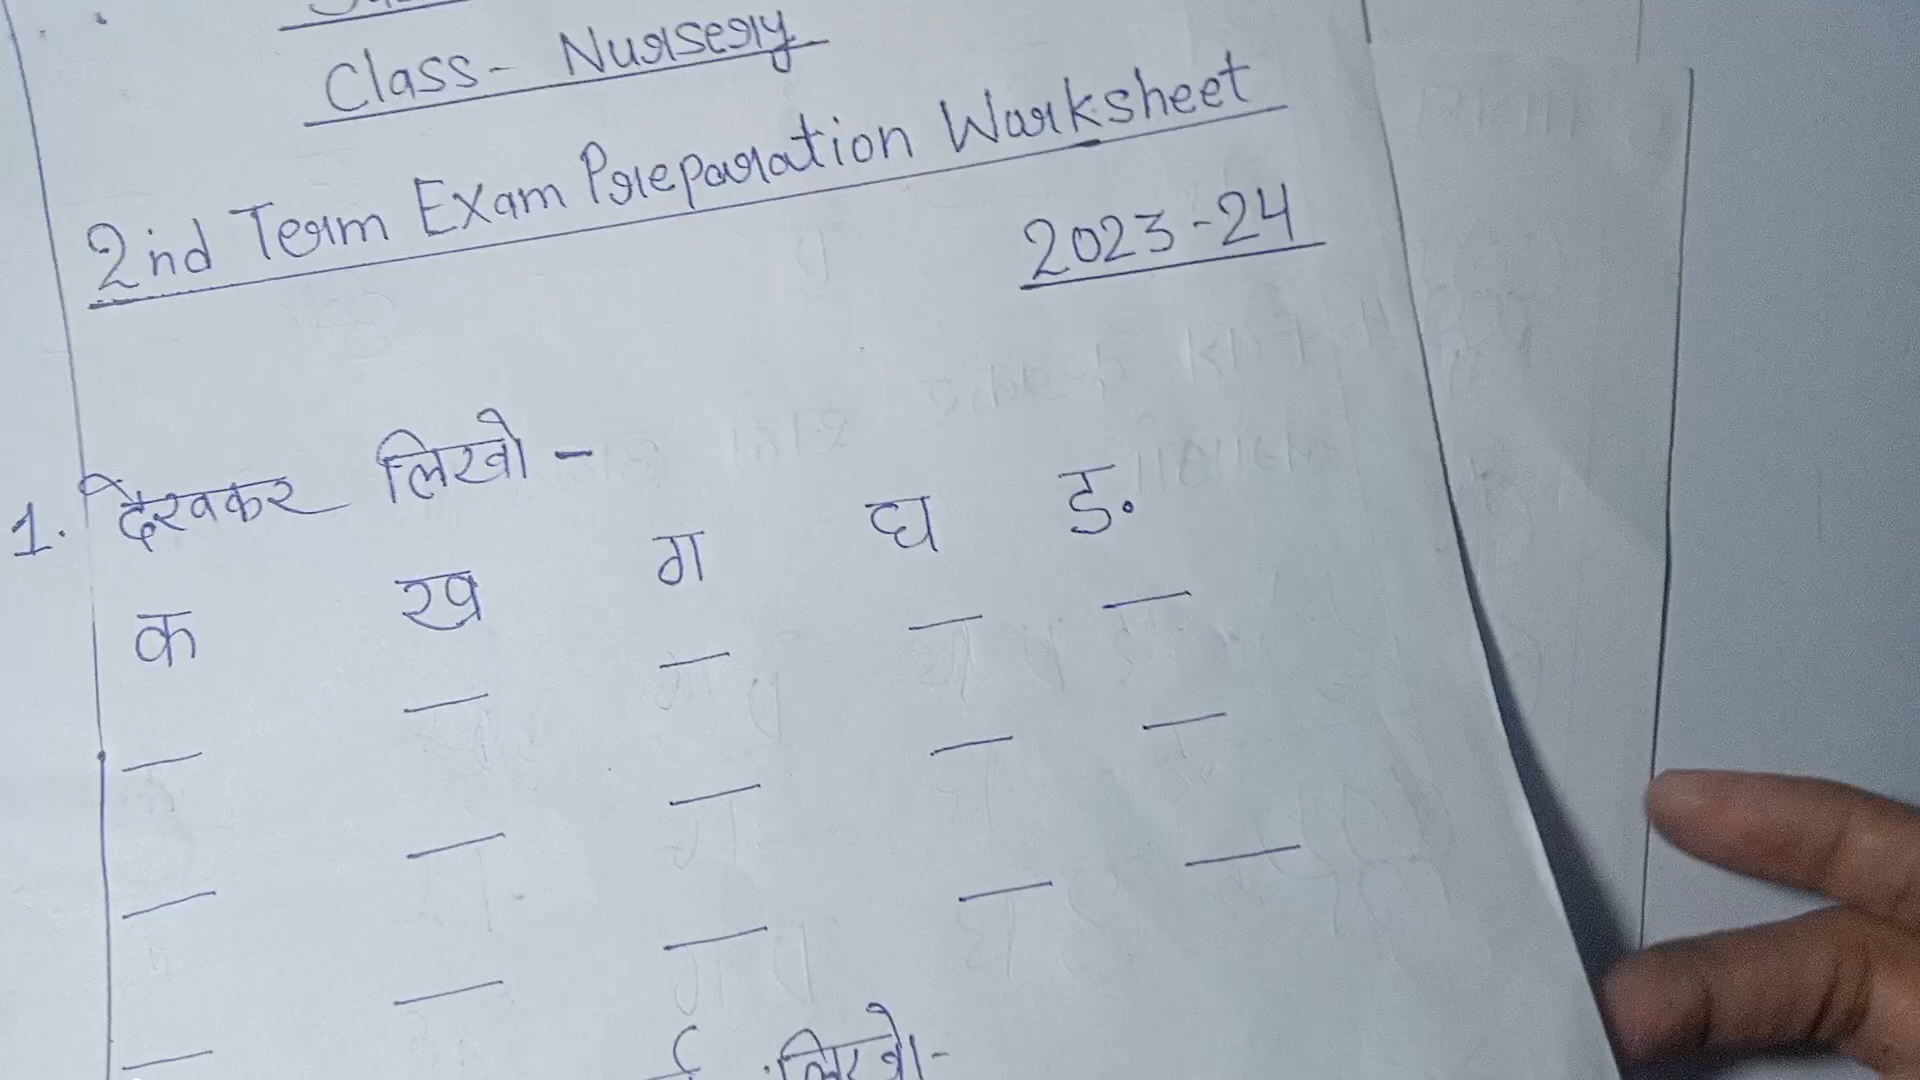 Class- Nursery
2nd Term Exam Preparation Worksheet
2023-24
1. देखकर लिखो -
क ख ग घ ङ
लिखो-